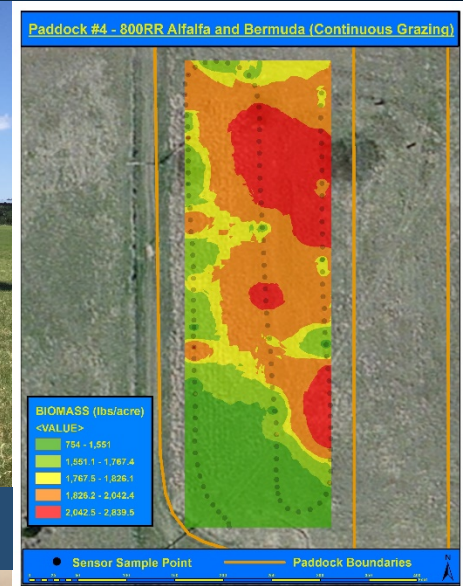 Paddock #4 - 800RR Alfalfa and Bermuda (Continuous Grazing)
BIOMASS (lbs/acre)
<VALUE>
754 - 1,551
1,551.1 - 1,767.4
1,767.5 - 1,826.1
1,826.2 - 2,042.4
2,042.5 - 2,839.5
Sensor Sample Point
Paddock Boundaries
N